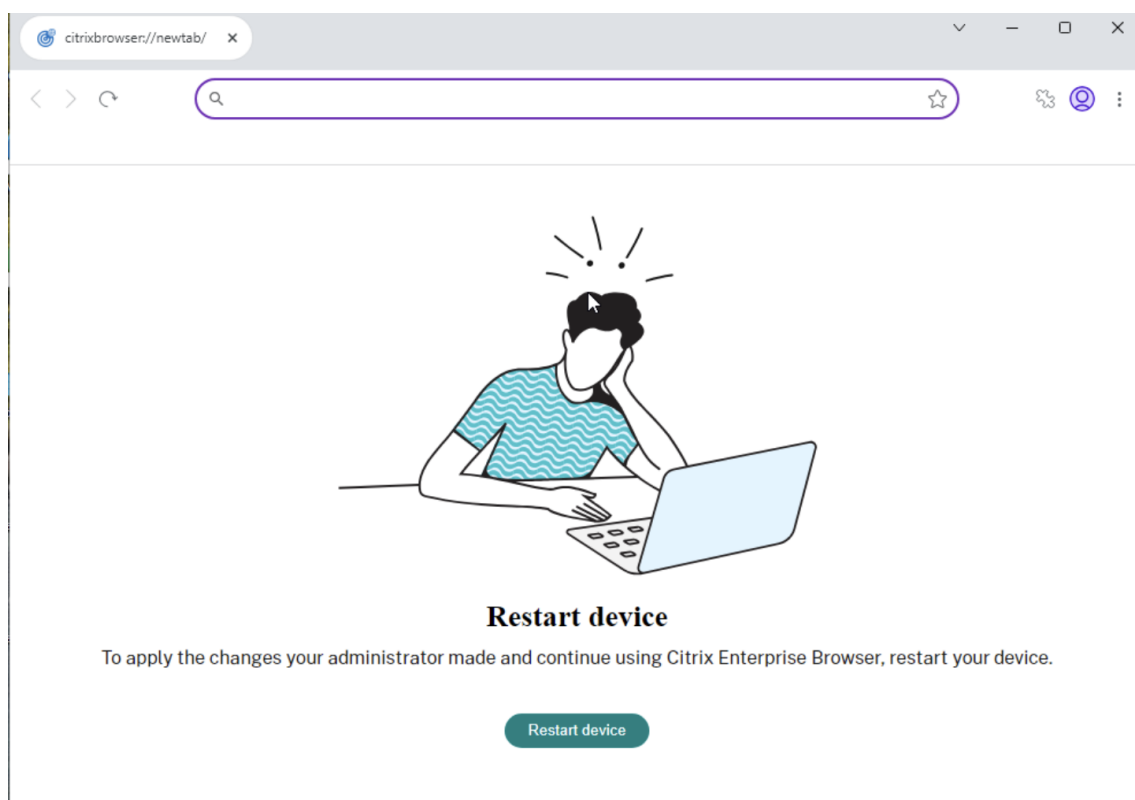 citrixbrowser://newtab/
Restart device
To apply the changes your administrator made and continue using Citrix Enterprise Browser, restart your device.
Restart device